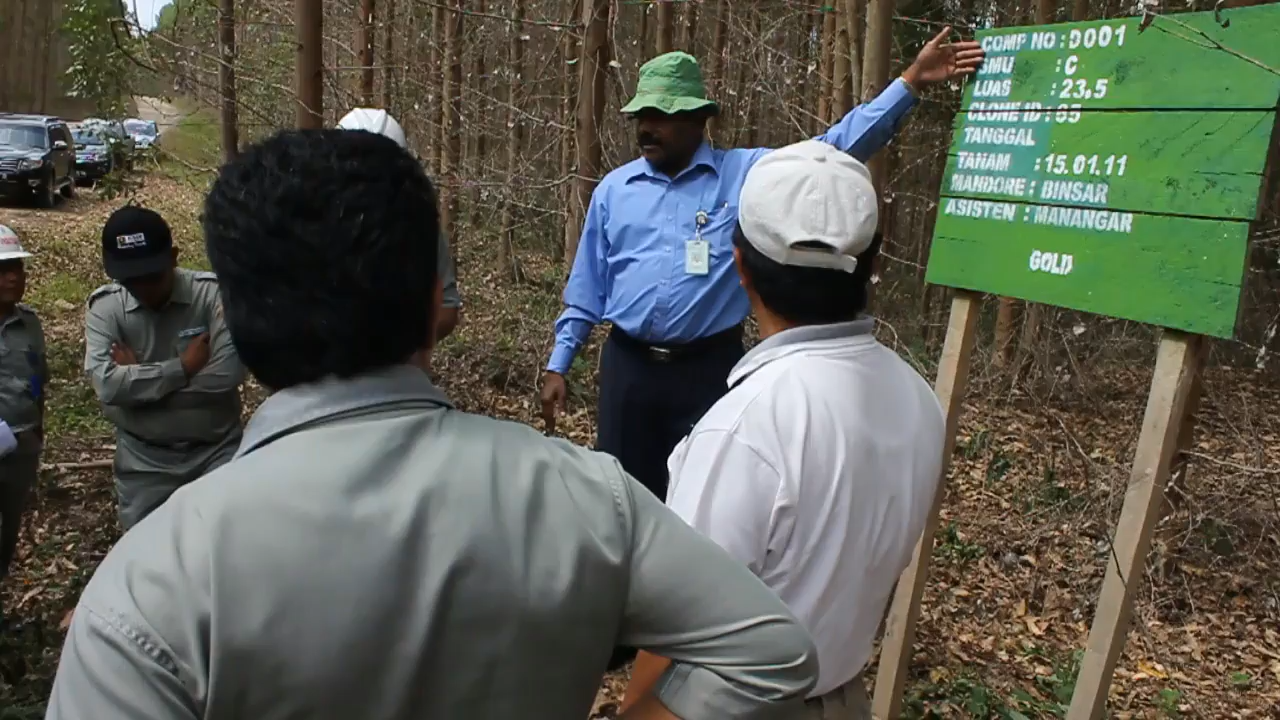 COMP NO : D001
SMU : C
LUAS : 23.5
CLONE ID : 65
TANGGAL
TANAM : 15.01.11
MANDORE : BINSAR
ASISTEN : MANANGAR
GOLD